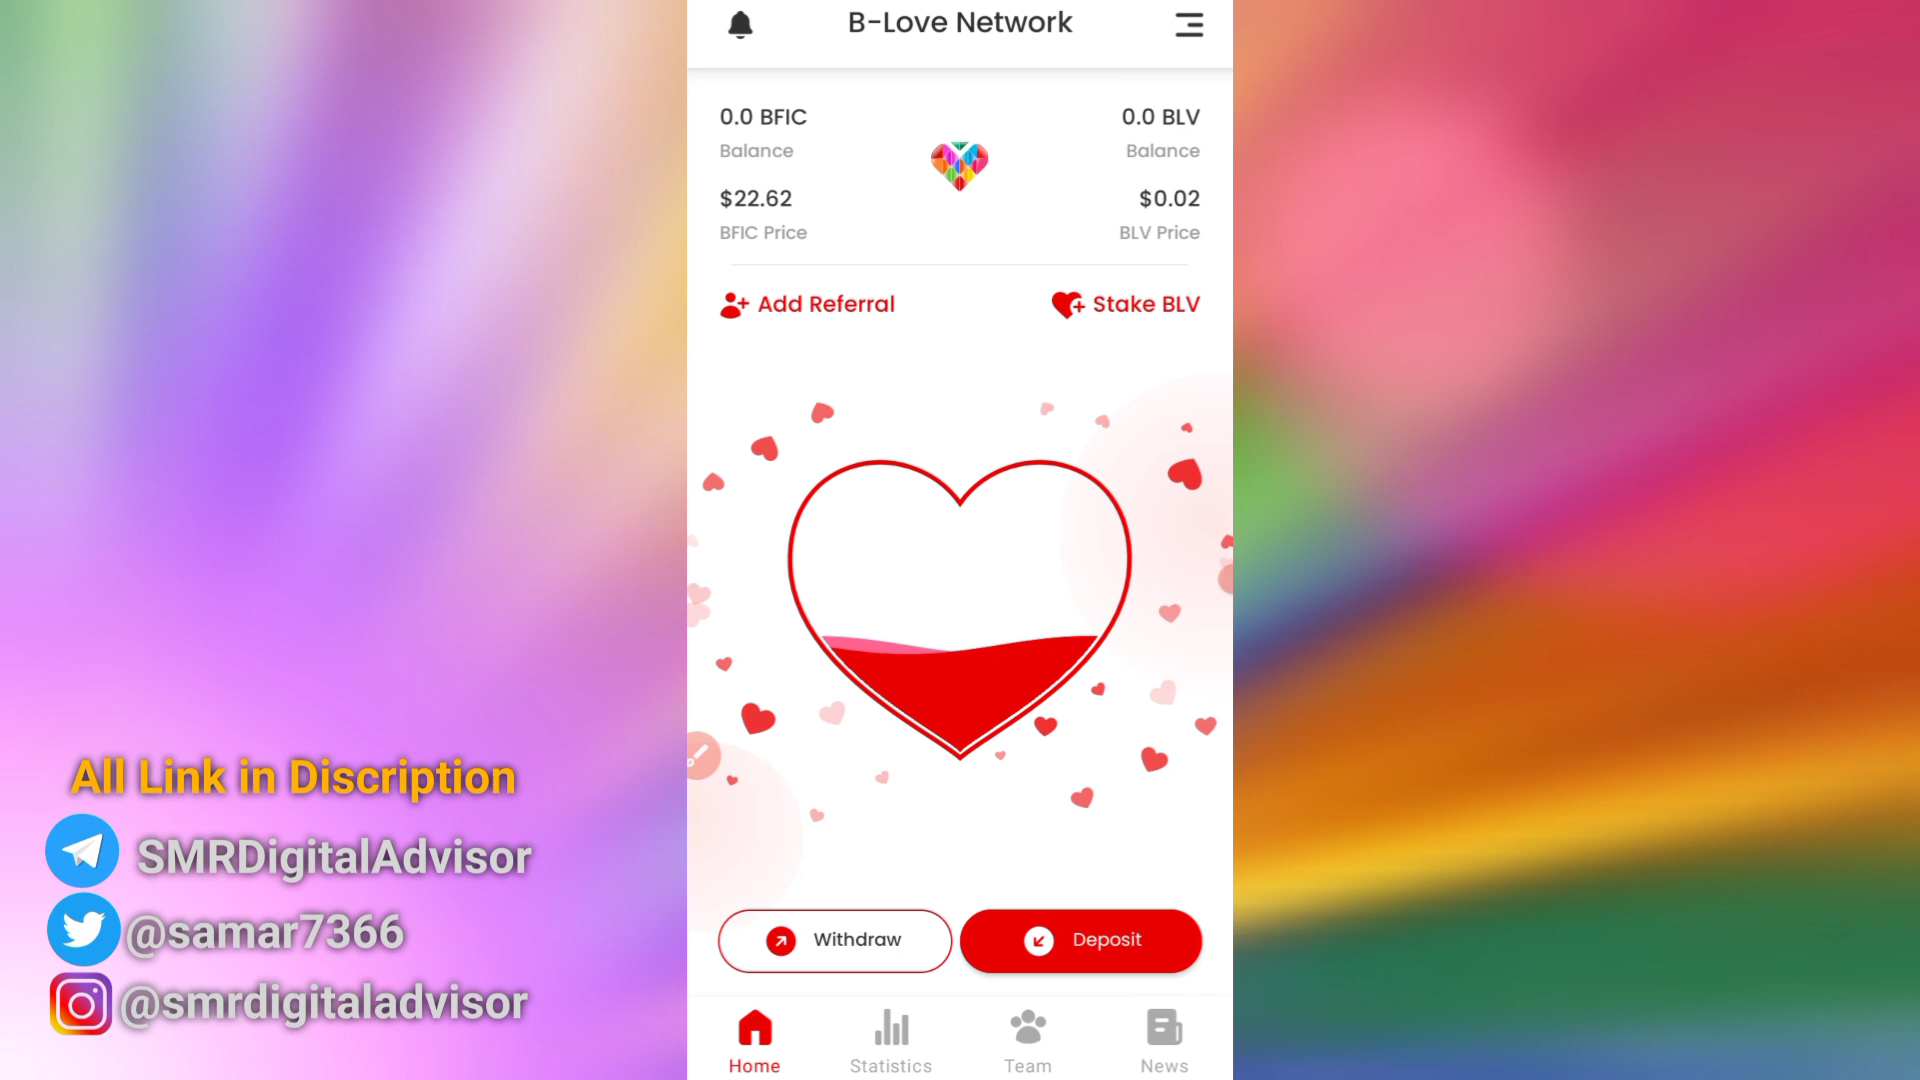 B-Love Network
0.0 BFIC
Balance
0.0 BLV
Balance
$22.62
BFIC Price
$0.02
BLV Price
Add Referral
Stake BLV
Withdraw
Deposit
Home
Statistics
Team
News
All Link in Discription
SMRDigitalAdvisor
@samar7366
@smrdigitaladvisor